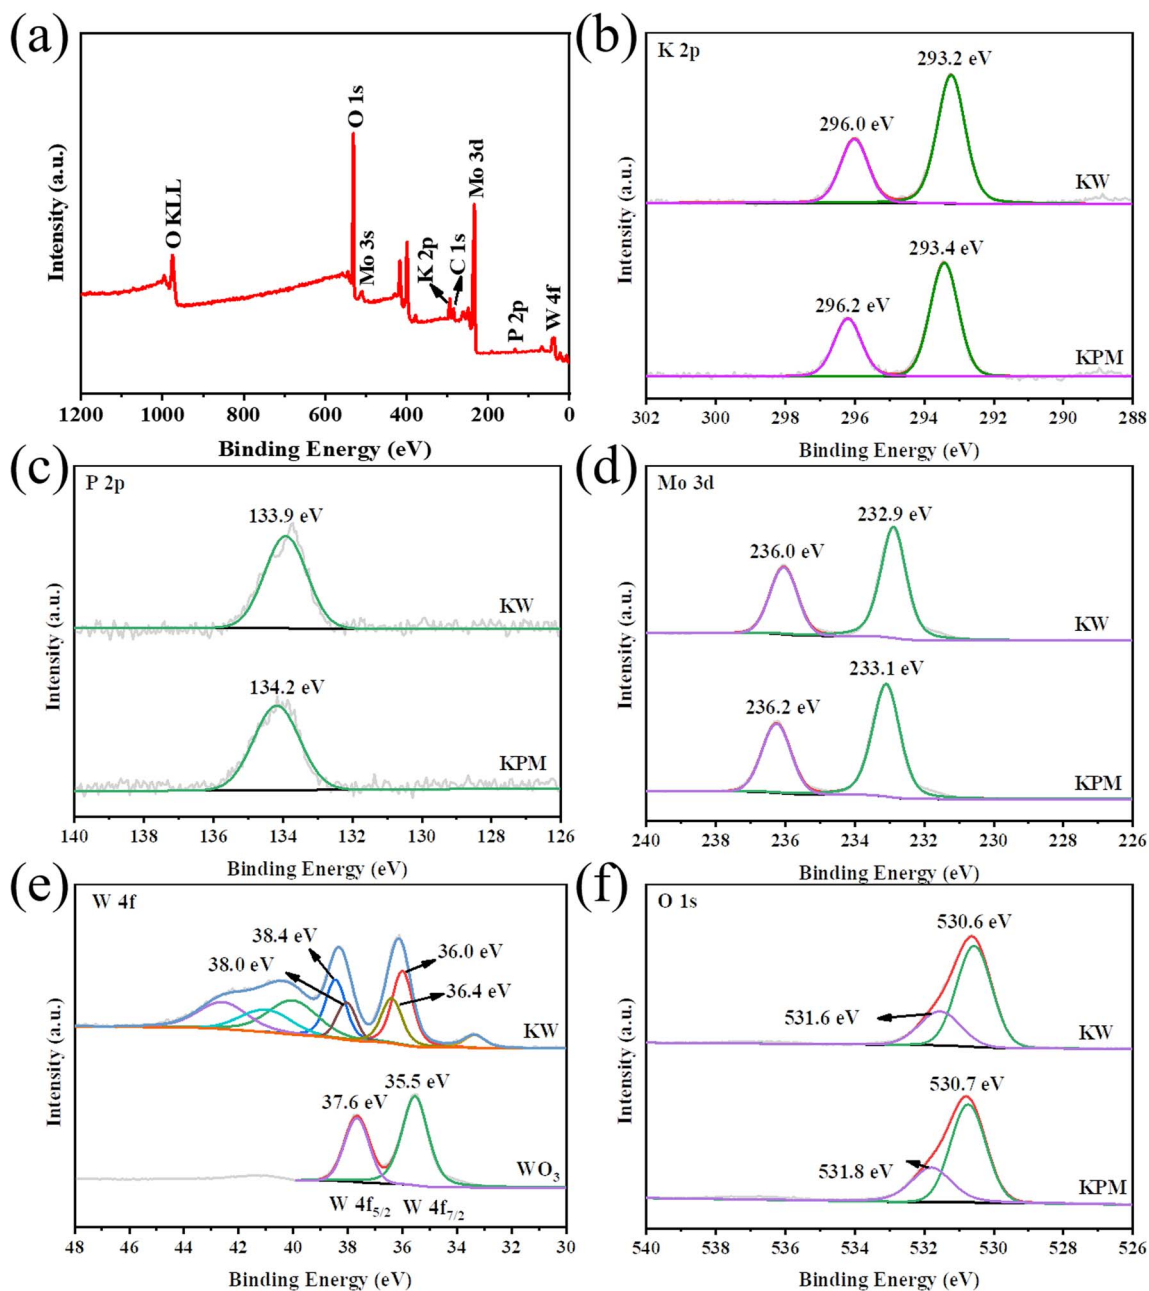 (a)
O KLL
O 1s
Mo 3s
K 2p
C 1s
Mo 3d
P 2p
W 4f
Intensity (a.u.)
1200 1000 800 600 400 200 0
Binding Energy (eV)
(b)
K 2p
293.2 eV
296.0 eV
KW
293.4 eV
296.2 eV
KPM
Intensity (a.u.)
302 300 298 296 294 292 290 288
Binding Energy (eV)
(c)
P 2p
133.9 eV
KW
134.2 eV
KPM
Intensity (a.u.)
140 138 136 134 132 130 128 126
Binding Energy (eV)
(d)
Mo 3d
232.9 eV
236.0 eV
KW
233.1 eV
236.2 eV
KPM
Intensity (a.u.)
240 238 236 234 232 230 228 226
Binding Energy (eV)
(e)
W 4f
38.4 eV
36.0 eV
38.0 eV
36.4 eV
KW
35.5 eV
37.6 eV
WO3
W 4f5/2 W 4f7/2
Intensity (a.u.)
48 46 44 42 40 38 36 34 32 30
Binding Energy (eV)
(f)
O 1s
530.6 eV
531.6 eV
KW
530.7 eV
531.8 eV
KPM
Intensity (a.u.)
540 538 536 534 532 530 528 526
Binding Energy (eV)